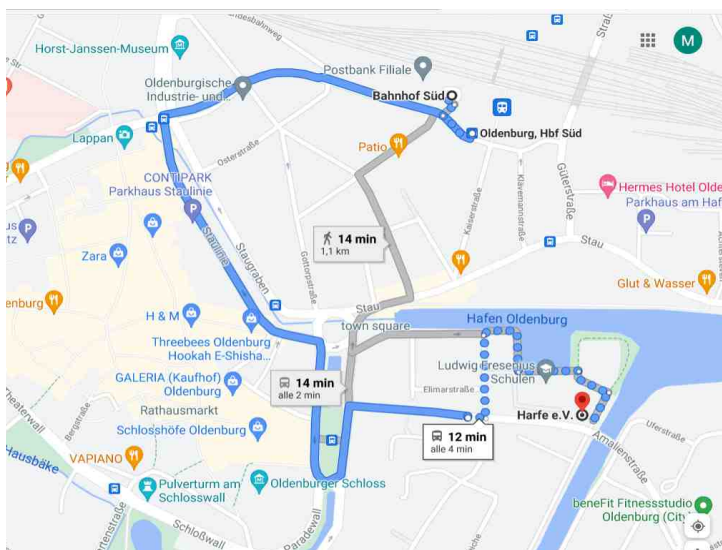 Horst-Janssen-Museum
Postbank Filiale
M
Oldenburgische
Industrie- und...
Bahnhof Süd
Oldenburg, Hbf Süd
Lappan
Patio
Osterstraße
CONTIPARK
Parkhaus Staulinie
P
Staulinie
Staugraben
Gottorpstraße
Kaiserstraße
Klävemannstraße
Güterstraße
Hermes Hotel Olde
Parkhaus am Haf
P
14 min
1,1 km
Zara
Stau
Glut & Wasser
H & M
Stau
town square
Hafen Oldenburg
Threebees Oldenburg
Hookah E-Shisha...
Ludwig Fresenius
Schulen
14 min
alle 2 min
GALERIA (Kaufhof)
Oldenburg
Elimarstraße
Rathausmarkt
Harfe e.V.
Schlosshöfe Oldenburg
12 min
alle 4 min
Theaterwall
Bergstraße
Uferstraße
Amalienstraße
Hausbäke
VAPIANO
Pulverturm am
Schlosswall
Oldenburger Schloss
beneFit Fitnessstudio
Oldenburg (City)
Schloßwall
Paradewall